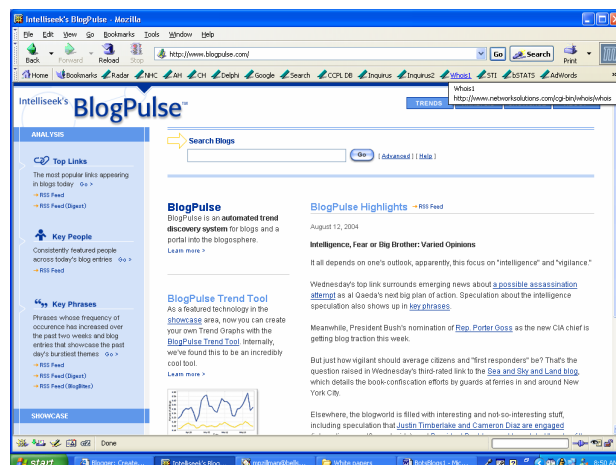 Intelliseek's BlogPulse - Mozilla
File Edit View Go Bookmarks Tools Window Help
Back Forward Reload Stop http://www.blogpulse.com/ Go Search Print
Home Bookmarks Radar NHC AH CH Delphi Google Search CCPL DB Inquirus Inquirus2 Whois1 STI bSTATS AdWords
Whois1
http://www.networksolutions.com/cgi-bin/whois/whois
Intelliseek's BlogPulse
TRENDS
ANALYSIS
Top Links
The most popular links appearing
in blogs today Go >
RSS Feed
RSS Feed (Digest)
Key People
Consistently featured people
across today's blog entries Go >
RSS Feed
Key Phrases
Phrases whose frequency of
occurence has increased over
the past two weeks and blog
entries that showcase the past
day's burstiest themes Go >
RSS Feed
RSS Feed (Digest)
RSS Feed (BlogBites)
SHOWCASE
Search Blogs
Go [ Advanced ] [ Help ]
BlogPulse
BlogPulse is an automated trend
discovery system for blogs and a
portal into the blogosphere.
Learn more >
BlogPulse Trend Tool
As a featured technology in the
showcase area, now you can create
your own Trend Graphs with the
BlogPulse Trend Tool. Internally,
we've found this to be an incredibly
cool tool.
BlogPulse Highlights RSS Feed
August 12, 2004
Intelligence, Fear or Big Brother: Varied Opinions
It all depends on one's outlook, apparently, this focus on "intelligence" and "vigilance."
Wednesday's top link surrounds emerging news about a possible assassination
attempt as al Qaeda's next big plan of action. Speculation about the intelligence
speculation also shows up in key phrases.
Meanwhile, President Bush's nomination of Rep. Porter Goss as the new CIA chief is
getting blog traction this week.
But just how vigilant should average citizens and "first responders" be? That's the
question raised in Wednesday's third-rated link to the Sea and Sky and Land blog,
which details the book-confiscation efforts by guards at ferries in and around New
York City.
Elsewhere, the blogworld is filled with interesting and not-so-interesting stuff,
including speculation that Justin Timberlake and Cameron Diaz are engaged
Done
start Blogger: Create... Intelliseek's Blog... White papers